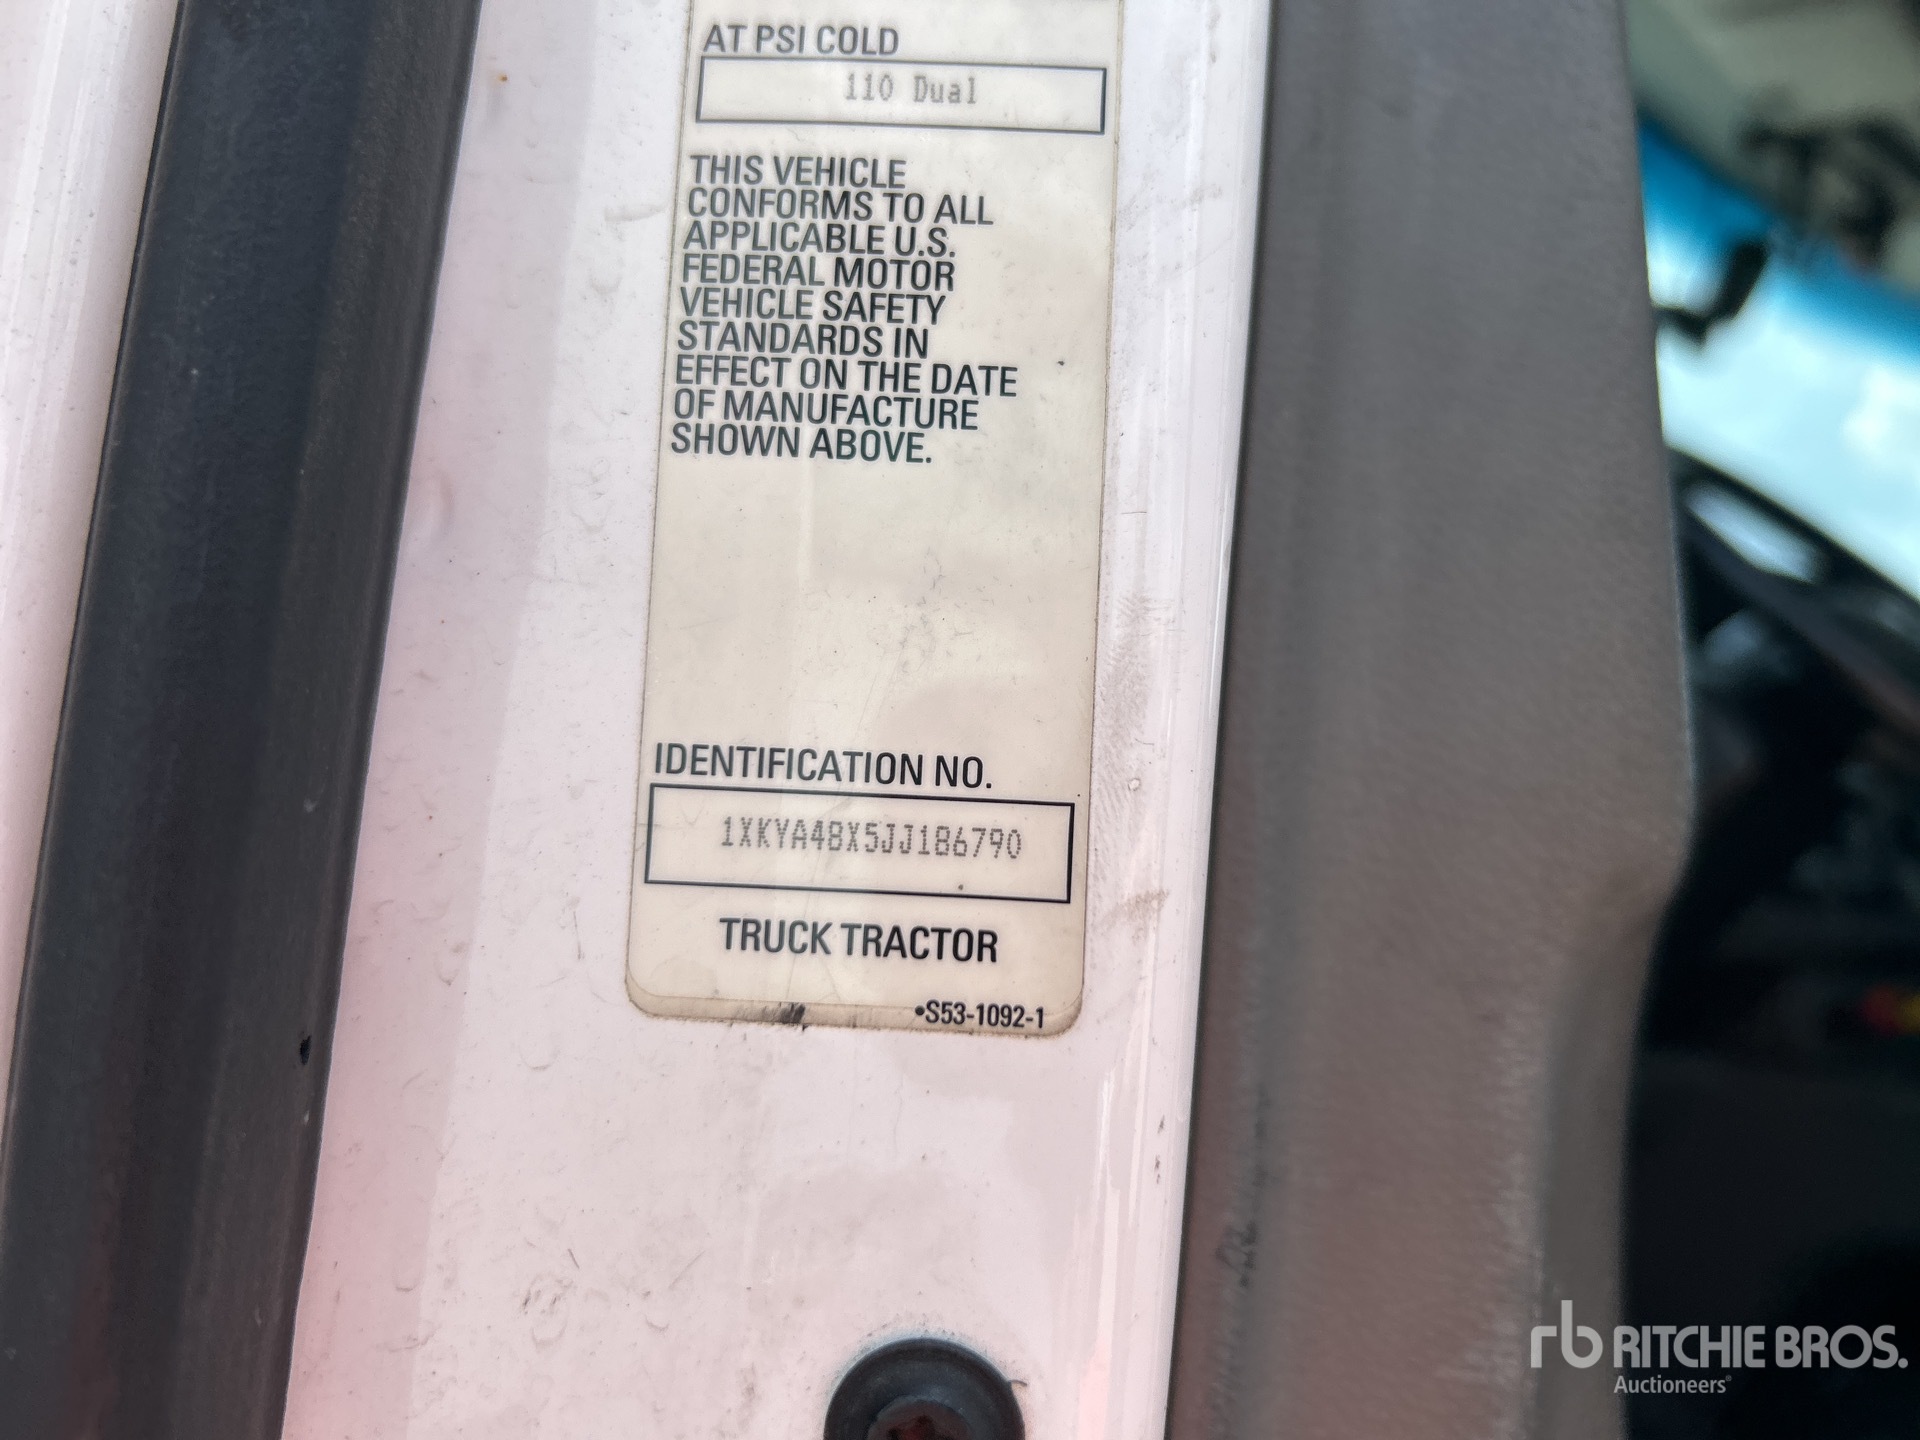 AT PSI COLD
110 Dual
THIS VEHICLE
CONFORMS TO ALL
APPLICABLE U.S.
FEDERAL MOTOR
VEHICLE SAFETY
STANDARDS IN
EFFECT ON THE DATE
OF MANUFACTURE
SHOWN ABOVE.
IDENTIFICATION NO.
1XKYA48X5JJ186790
TRUCK TRACTOR
•S53-1092-1
rb RITCHIE BROS.
Auctioneers®